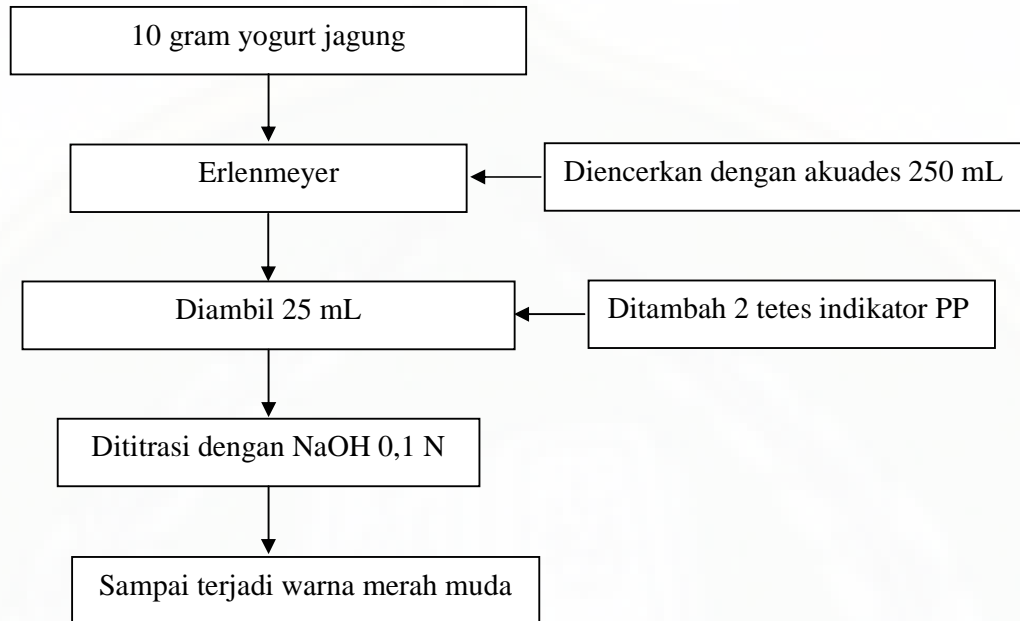 10 gram yogurt jagung
Erlenmeyer
Diencerkan dengan akuades 250 mL
Diambil 25 mL
Ditambah 2 tetes indikator PP
Dititrasi dengan NaOH 0,1 N
Sampai terjadi warna merah muda